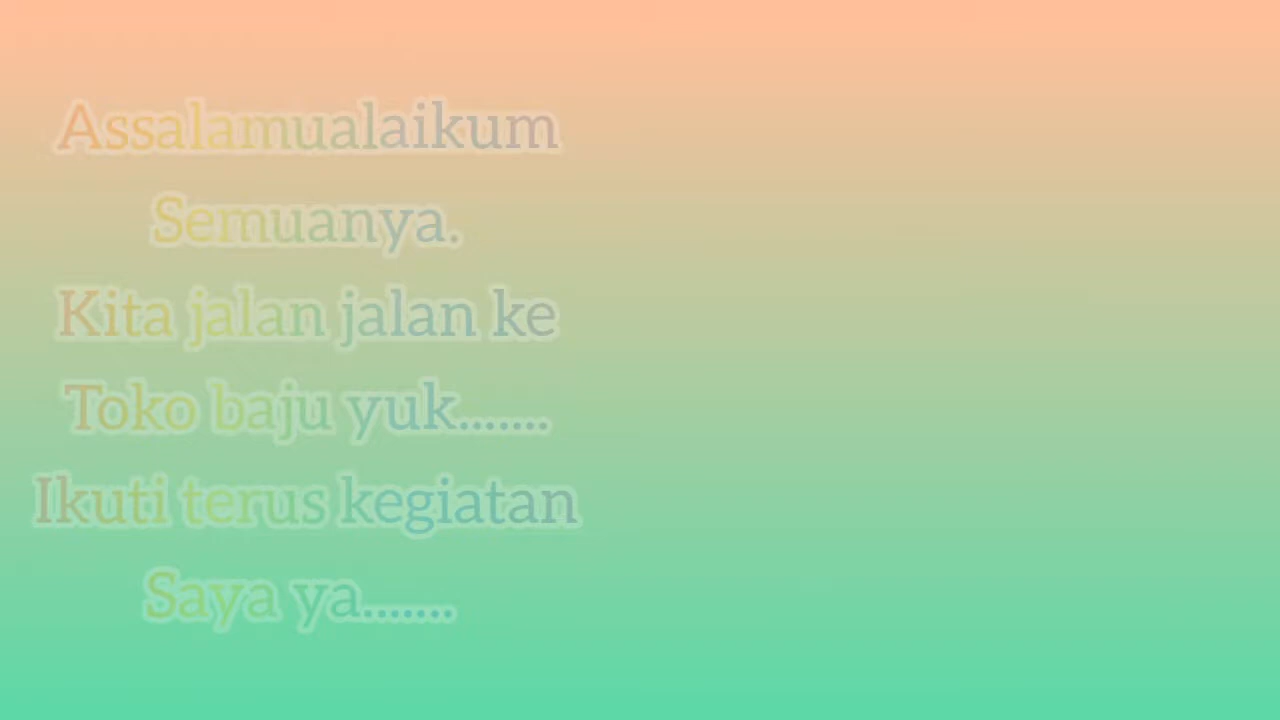 Assalamualaikum
Semuanya.
Kita jalan jalan ke
Toko baju yuk.......
Ikuti terus kegiatan
Saya ya.......